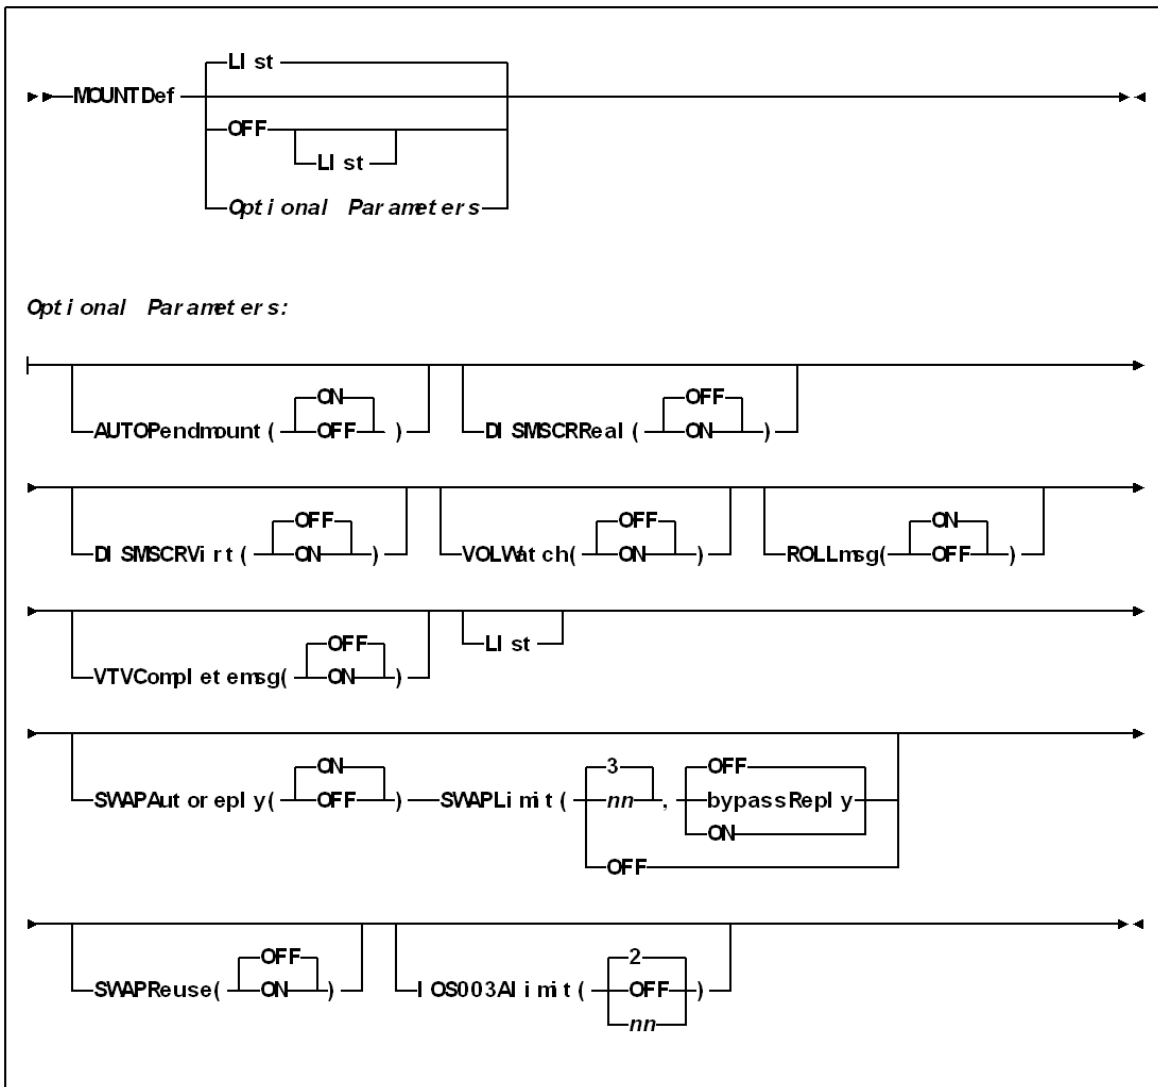 LIst
MOUNTDef
OFF
LIst
Optional Parameters
Optional Parameters:
ON
AUTOPendmount( OFF )
OFF
DISMSCRReal( ON )
OFF
DISMSCRVirt( ON )
OFF
VOLWatch( ON )
ON
ROLLmsg( OFF )
OFF
VTVCompletemsg( ON )
LIst
ON
SWAPAutoreply( OFF )
3
OFF
SWAPLimit( nn , bypassReply
ON
OFF )
OFF
SWAPReuse( ON )
2
IOS003Alimit( OFF )
nn